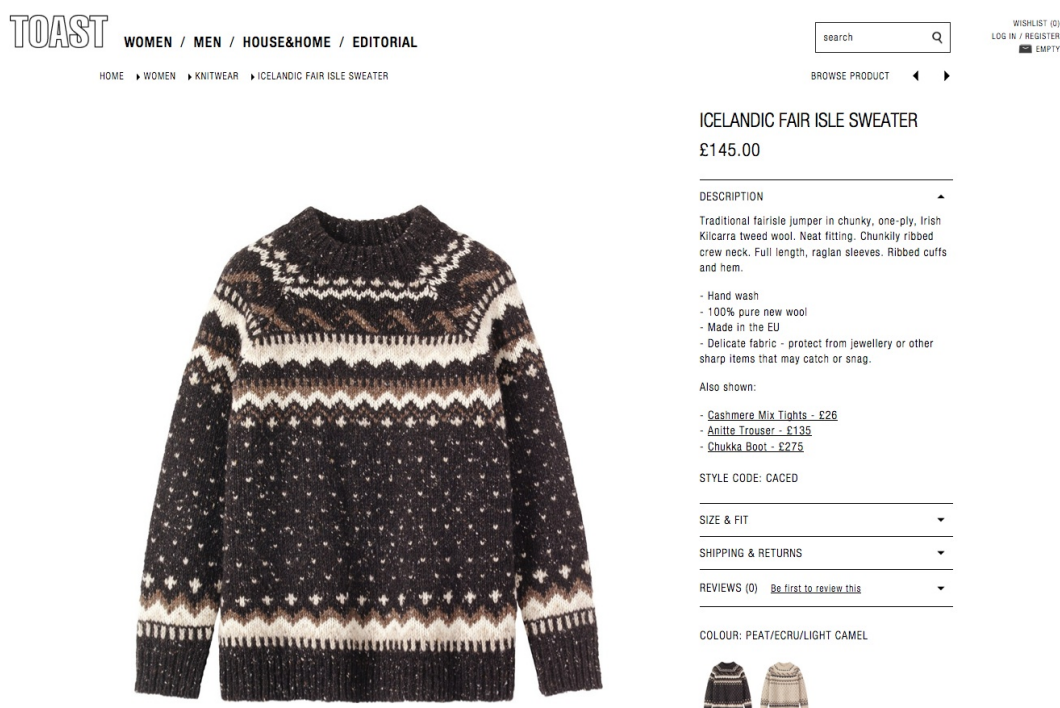 TOAST
WOMEN / MEN / HOUSE&HOME / EDITORIAL
search
WISHLIST (0)
LOG IN / REGISTER
EMPTY
HOME WOMEN KNITWEAR ICELANDIC FAIR ISLE SWEATER
BROWSE PRODUCT
ICELANDIC FAIR ISLE SWEATER
£145.00
DESCRIPTION
Traditional fairisle jumper in chunky, one-ply, Irish
Kilcarra tweed wool. Neat fitting. Chunkily ribbed
crew neck. Full length, raglan sleeves. Ribbed cuffs
and hem.
- Hand wash
- 100% pure new wool
- Made in the EU
- Delicate fabric - protect from jewellery or other
sharp items that may catch or snag.
Also shown:
- Cashmere Mix Tights - £26
- Anitte Trouser - £135
- Chukka Boot - £275
STYLE CODE: CACED
SIZE & FIT
SHIPPING & RETURNS
REVIEWS (0) Be first to review this
COLOUR: PEAT/ECRU/LIGHT CAMEL